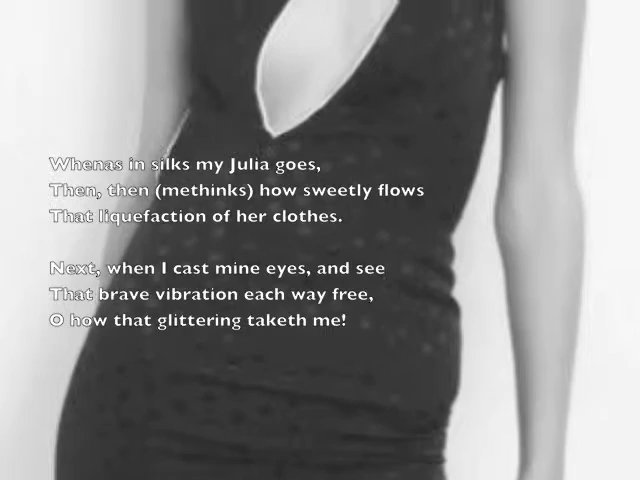 Whenas in silks my Julia goes,
Then, then (methinks) how sweetly flows
That liquefaction of her clothes.
Next, when I cast mine eyes, and see
That brave vibration each way free,
O how that glittering taketh me!